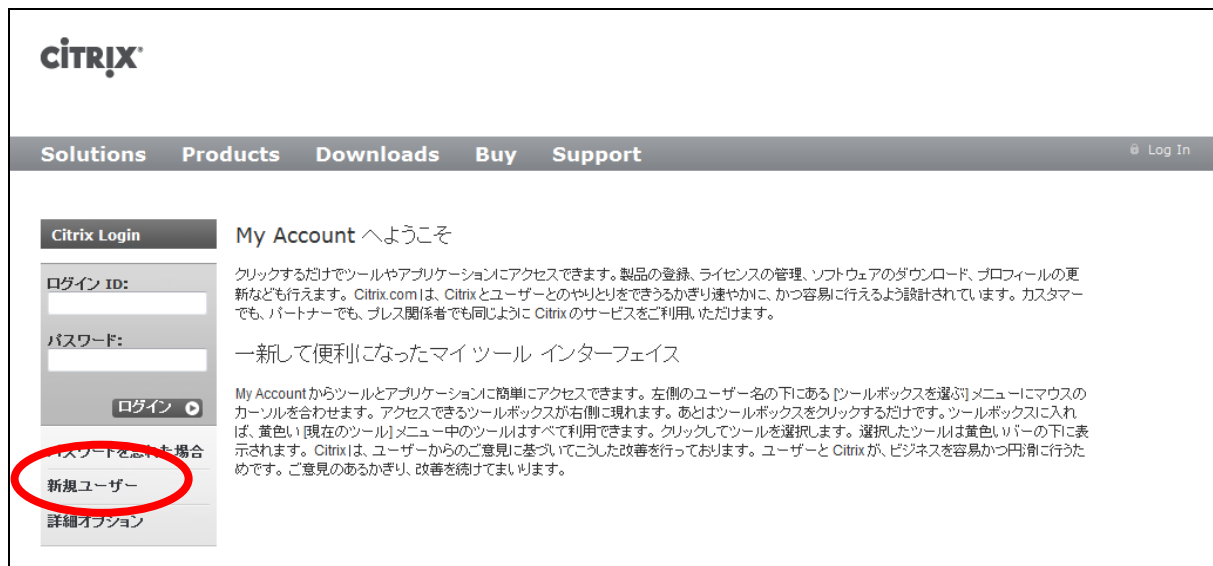 CITRIX
Solutions Products Downloads Buy Support Log In
Citrix Login
ログイン ID:
パスワード:
ログイン
パスワードを忘れた場合
新規ユーザー
詳細オプション
My Account へようこそ
クリックするだけでツールやアプリケーションにアクセスできます。製品の登録、ライセンスの管理、ソフトウェアのダウンロード、プロフィールの更
新なども行えます。Citrix.comは、Citrixとユーザーとのやりとりをできうるかぎり速やかに、かつ容易に行えるよう設計されています。カスタマー
でも、パートナーでも、プレス関係者でも同じように Citrix のサービスをご利用いただけます。
一新して便利になったマイ ツール インターフェイス
My Account からツールとアプリケーションに簡単にアクセスできます。左側のユーザー名の下にある [ツールボックスを選ぶ] メニューにマウスの
カーソルを合わせます。アクセスできるツールボックスが右側に現れます。あとはツールボックスをクリックするだけです。ツールボックスに入れ
ば、黄色い [現在のツール] メニュー中のツールはすべて利用できます。クリックしてツールを選択します。選択したツールは黄色いバーの下に表
示されます。Citrixは、ユーザーからのご意見に基づいてこうした改善を行っております。ユーザーと Citrix が、ビジネスを容易かつ円滑に行うた
めです。ご意見のあるかぎり、改善を続けてまいります。